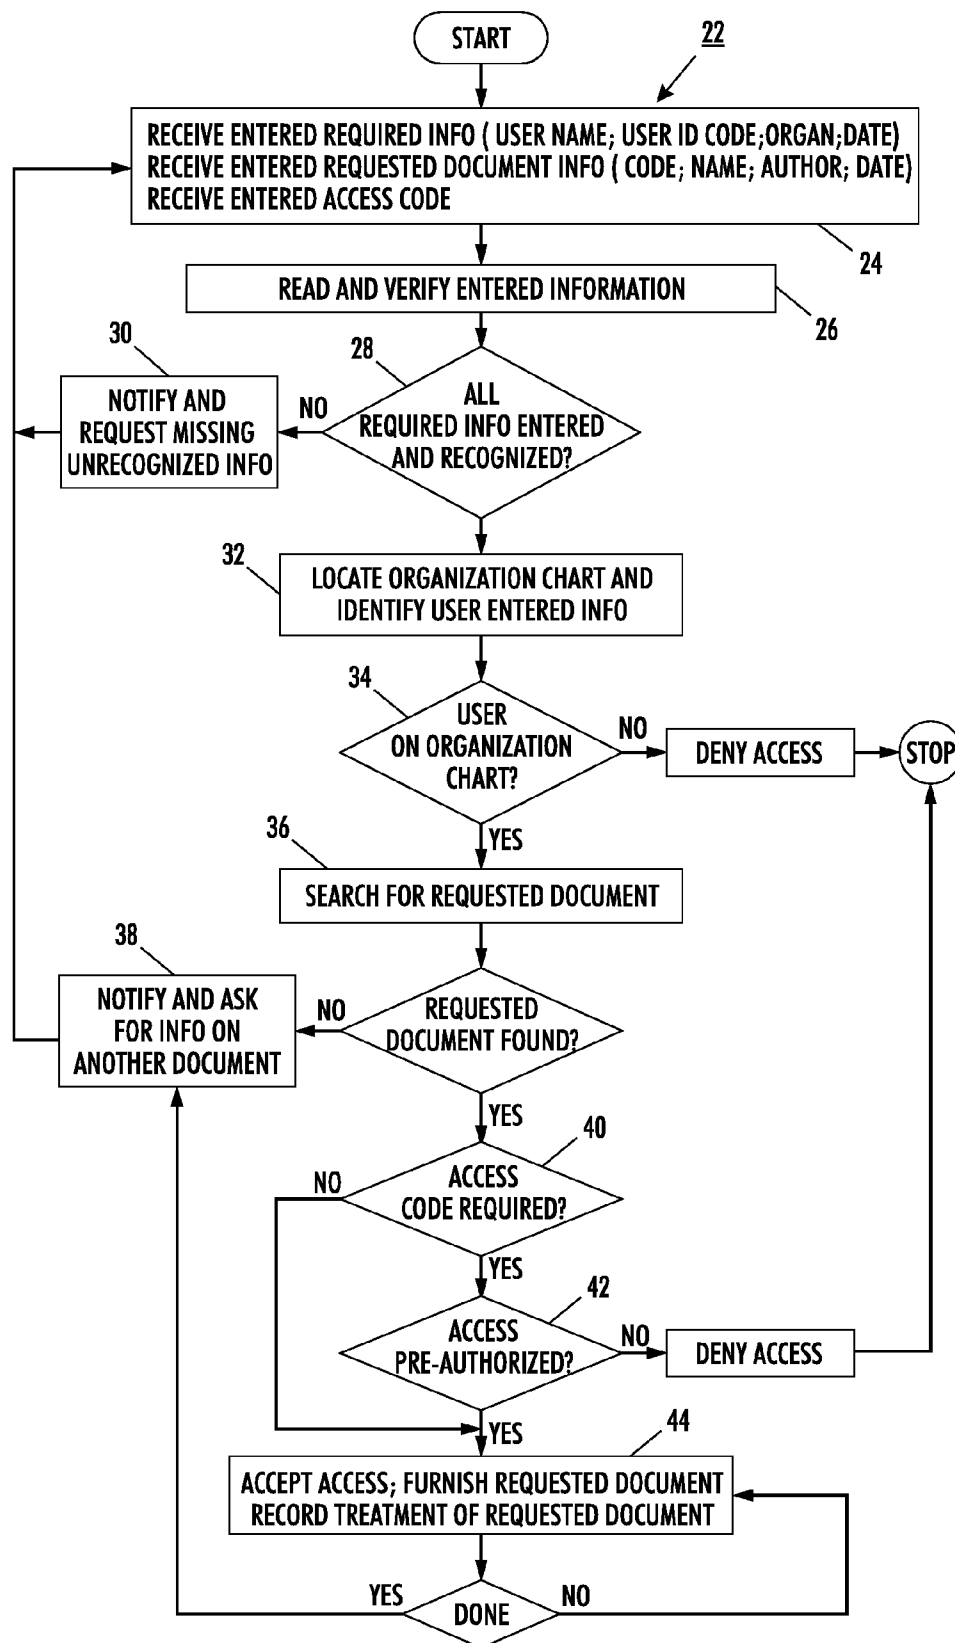 START
22
RECEIVE ENTERED REQUIRED INFO ( USER NAME; USER ID CODE;ORGAN;DATE)
RECEIVE ENTERED REQUESTED DOCUMENT INFO ( CODE; NAME; AUTHOR; DATE)
RECEIVE ENTERED ACCESS CODE
24
READ AND VERIFY ENTERED INFORMATION
26
28
ALL
REQUIRED INFO ENTERED
AND RECOGNIZED?
NO
30
NOTIFY AND
REQUEST MISSING
UNRECOGNIZED INFO
32
LOCATE ORGANIZATION CHART AND
IDENTIFY USER ENTERED INFO
34
USER
ON ORGANIZATION
CHART?
NO
DENY ACCESS
STOP
YES
36
SEARCH FOR REQUESTED DOCUMENT
38
NOTIFY AND ASK
FOR INFO ON
ANOTHER DOCUMENT
NO
REQUESTED
DOCUMENT FOUND?
YES
40
ACCESS
CODE REQUIRED?
NO
YES
42
ACCESS
PRE-AUTHORIZED?
NO
DENY ACCESS
YES
44
ACCEPT ACCESS; FURNISH REQUESTED DOCUMENT
RECORD TREATMENT OF REQUESTED DOCUMENT
YES
DONE
NO